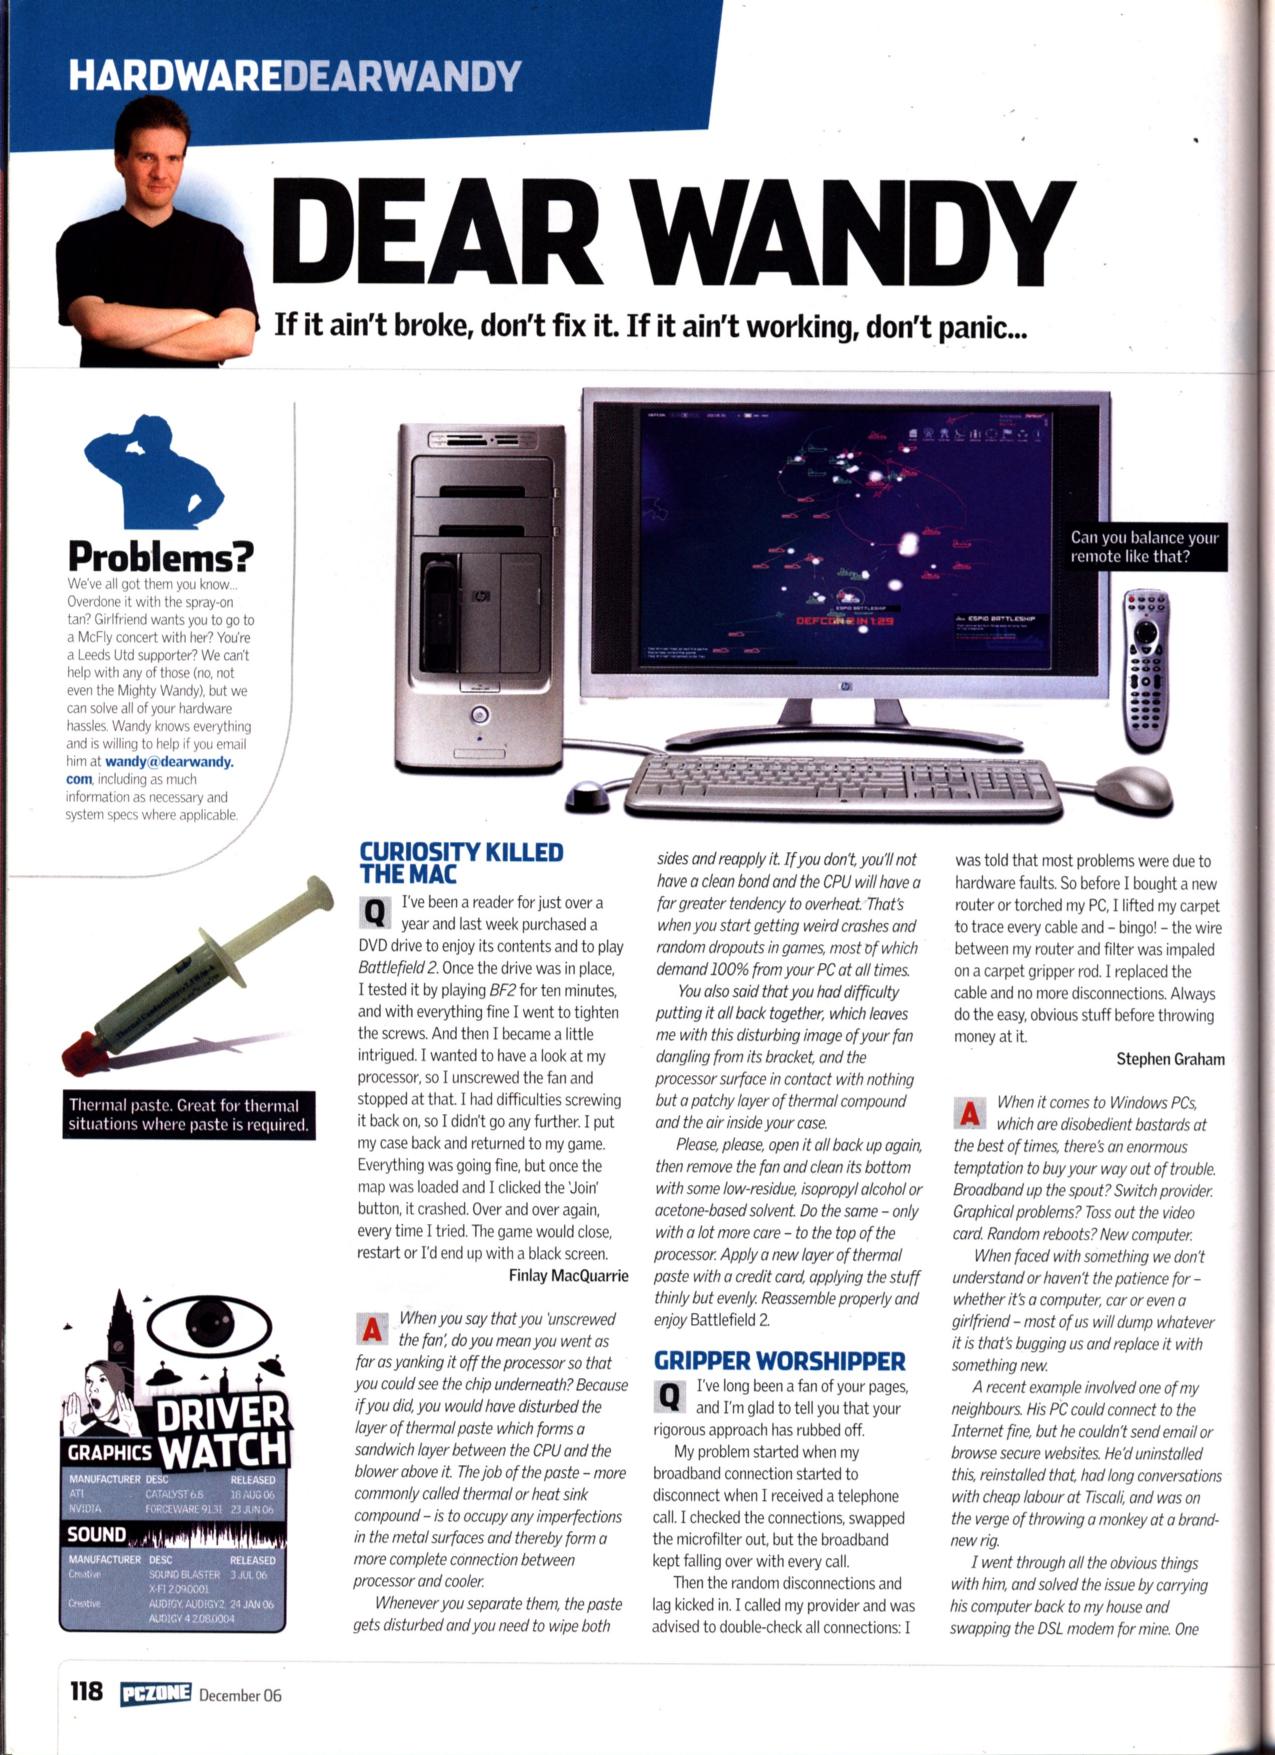 HARDWAREDEARWANDY
DEAR WANDY
If it ain't broke, don't fix it. If it ain't working, don't panic...
Problems?
We've all got them you know...
Overdone it with the spray-on
tan? Girlfriend wants you to go to
a McFly concert with her? You're
a Leeds Utd supporter? We can't
help with any of those (no, not
even the Mighty Wandy), but we
can solve all of your hardware
hassles. Wandy knows everything
and is willing to help if you email
him at wandy@dearwandy.
com, including as much
information as necessary and
system specs where applicable.
Can you balance your
remote like that?
ESPIO BATTLESHIP
DEFCON 2 IN 1:29
ESPIO BATTLESHIP
hp
Thermal paste. Great for thermal
situations where paste is required.
DRIVER
WATCH
GRAPHICS
MANUFACTURER DESC RELEASED
ATI CATALYST 6.8 18 AUG 06
NVIDIA FORCEWARE 91.31 23 JUN 06
SOUND
MANUFACTURER DESC RELEASED
Creative SOUND BLASTER 3 JUL 06
X-FI 2.09.0001
Creative AUDIGY, AUDIGY2, 24 JAN 06
AUDIGY 4 2.08.0004
CURIOSITY KILLED
THE MAC
Q I've been a reader for just over a
year and last week purchased a
DVD drive to enjoy its contents and to play
Battlefield 2. Once the drive was in place,
I tested it by playing BF2 for ten minutes,
and with everything fine I went to tighten
the screws. And then I became a little
intrigued. I wanted to have a look at my
processor, so I unscrewed the fan and
stopped at that. I had difficulties screwing
it back on, so I didn't go any further. I put
my case back and returned to my game.
Everything was going fine, but once the
map was loaded and I clicked the 'Join'
button, it crashed. Over and over again,
every time I tried. The game would close,
restart or I'd end up with a black screen.
Finlay MacQuarrie
A When you say that you 'unscrewed
the fan', do you mean you went as
far as yanking it off the processor so that
you could see the chip underneath? Because
if you did, you would have disturbed the
layer of thermal paste which forms a
sandwich layer between the CPU and the
blower above it. The job of the paste – more
commonly called thermal or heat sink
compound – is to occupy any imperfections
in the metal surfaces and thereby form a
more complete connection between
processor and cooler.
Whenever you separate them, the paste
gets disturbed and you need to wipe both
sides and reapply it. If you don't, you'll not
have a clean bond and the CPU will have a
far greater tendency to overheat. That's
when you start getting weird crashes and
random dropouts in games, most of which
demand 100% from your PC at all times.
You also said that you had difficulty
putting it all back together, which leaves
me with this disturbing image of your fan
dangling from its bracket, and the
processor surface in contact with nothing
but a patchy layer of thermal compound
and the air inside your case.
Please, please, open it all back up again,
then remove the fan and clean its bottom
with some low-residue, isopropyl alcohol or
acetone-based solvent. Do the same – only
with a lot more care – to the top of the
processor. Apply a new layer of thermal
paste with a credit card, applying the stuff
thinly but evenly. Reassemble properly and
enjoy Battlefield 2.
GRIPPER WORSHIPPER
Q I've long been a fan of your pages,
and I'm glad to tell you that your
rigorous approach has rubbed off.
My problem started when my
broadband connection started to
disconnect when I received a telephone
call. I checked the connections, swapped
the microfilter out, but the broadband
kept falling over with every call.
Then the random disconnections and
lag kicked in. I called my provider and was
advised to double-check all connections: I
was told that most problems were due to
hardware faults. So before I bought a new
router or torched my PC, I lifted my carpet
to trace every cable and – bingo! – the wire
between my router and filter was impaled
on a carpet gripper rod. I replaced the
cable and no more disconnections. Always
do the easy, obvious stuff before throwing
money at it.
Stephen Graham
A When it comes to Windows PCs,
which are disobedient bastards at
the best of times, there's an enormous
temptation to buy your way out of trouble.
Broadband up the spout? Switch provider.
Graphical problems? Toss out the video
card. Random reboots? New computer.
When faced with something we don't
understand or haven't the patience for –
whether it's a computer, car or even a
girlfriend – most of us will dump whatever
it is that's bugging us and replace it with
something new.
A recent example involved one of my
neighbours. His PC could connect to the
Internet fine, but he couldn't send email or
browse secure websites. He'd uninstalled
this, reinstalled that, had long conversations
with cheap labour at Tiscali, and was on
the verge of throwing a monkey at a brand-
new rig.
I went through all the obvious things
with him, and solved the issue by carrying
his computer back to my house and
swapping the DSL modem for mine. One
118 PCZONE December 06